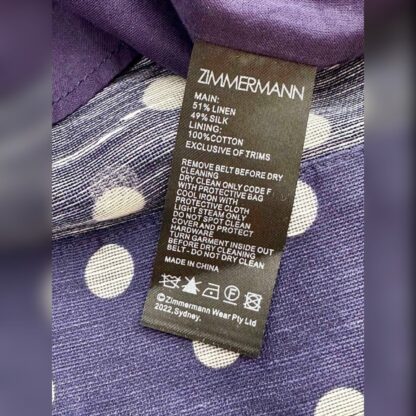 ZIMMERMANN
MAIN:
51% LINEN
49% SILK
LINING:
100%COTTON
EXCLUSIVE OF TRIMS
REMOVE BELT BEFORE DRY
CLEANING
DRY CLEAN ONLY CODE F
WITH PROTECTIVE BAG
COOL IRON WITH
PROTECTIVE CLOTH
LIGHT STEAM ONLY
DO NOT SPOT CLEAN
COVER AND PROTECT
HARDWARE
TURN GARMENT INSIDE OUT
BEFORE DRY CLEANING
BELT - DO NOT DRY CLEAN
MADE IN CHINA
F
©Zimmermann Wear Pty Ltd
2022,Sydney.